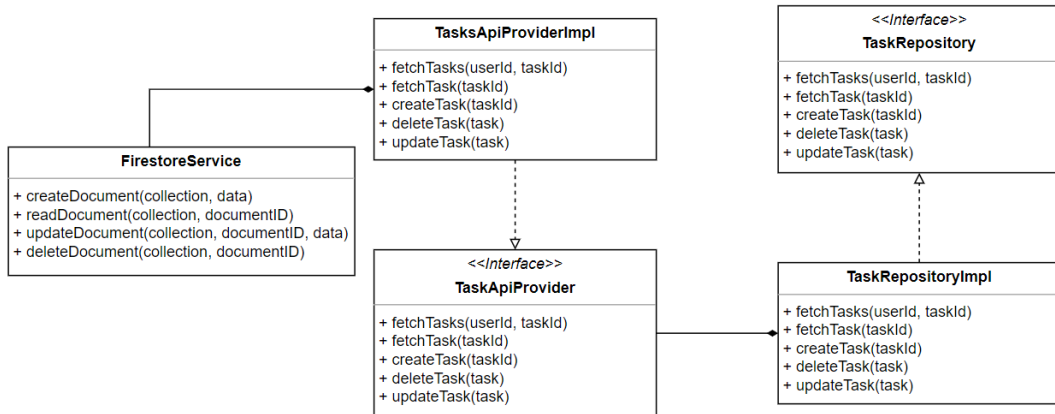 TasksApiProviderImpl
+ fetchTasks(userId, taskId)
+ fetchTask(taskId)
+ createTask(taskId)
+ deleteTask(task)
+ updateTask(task)
<<Interface>>
TaskRepository
+ fetchTasks(userId, taskId)
+ fetchTask(taskId)
+ createTask(taskId)
+ deleteTask(task)
+ updateTask(task)
FirestoreService
+ createDocument(collection, data)
+ readDocument(collection, documentID)
+ updateDocument(collection, documentID, data)
+ deleteDocument(collection, documentID)
<<Interface>>
TaskApiProvider
+ fetchTasks(userId, taskId)
+ fetchTask(taskId)
+ createTask(taskId)
+ deleteTask(task)
+ updateTask(task)
TaskRepositoryImpl
+ fetchTasks(userId, taskId)
+ fetchTask(taskId)
+ createTask(taskId)
+ deleteTask(task)
+ updateTask(task)